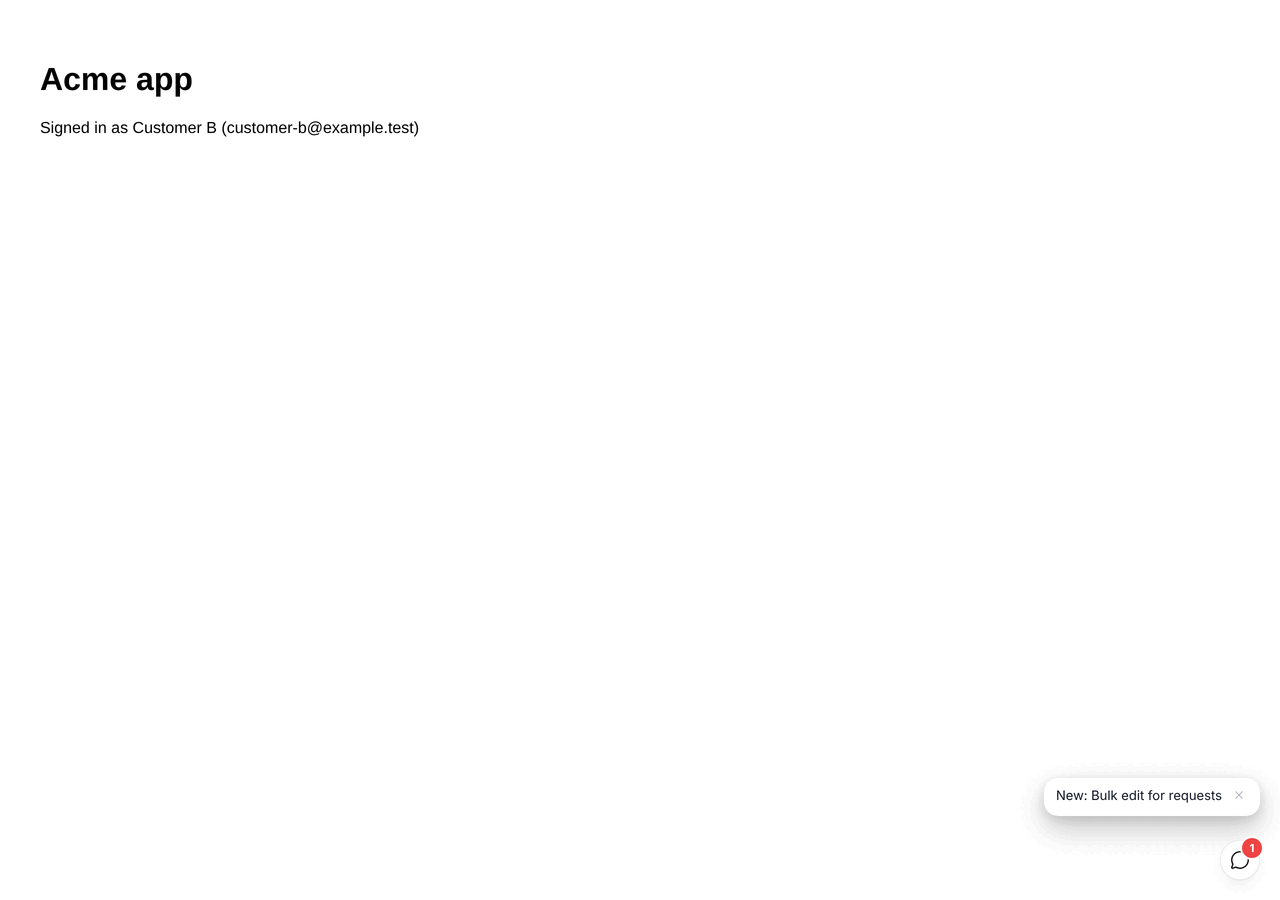 Acme app
Signed in as Customer B (customer-b@example.test)
New: Bulk edit for requests
1